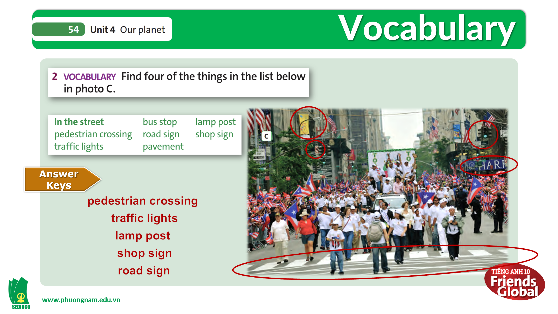 Vocabulary
54 Unit 4 Our planet
2 VOCABULARY Find four of the things in the list below
in photo C.
In the street bus stop lamp post
pedestrian crossing road sign shop sign
traffic lights pavement
C
HARI
Answer
Keys
pedestrian crossing
traffic lights
lamp post
shop sign
road sign
TIẾNG ANH 10
Friends
Global
www.phuongnam.edu.vn